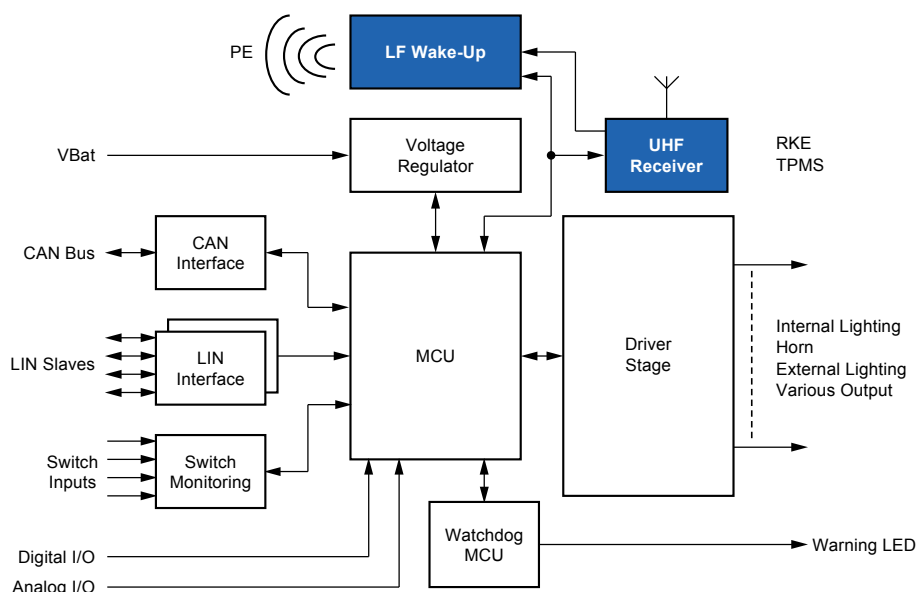 PE
LF Wake-Up
VBat
Voltage
Regulator
UHF
Receiver
RKE
TPMS
CAN Bus
CAN
Interface
LIN Slaves
LIN
Interface
MCU
Driver
Stage
Internal Lighting
Horn
External Lighting
Various Output
Switch
Inputs
Switch
Monitoring
Digital I/O
Analog I/O
Watchdog
MCU
Warning LED